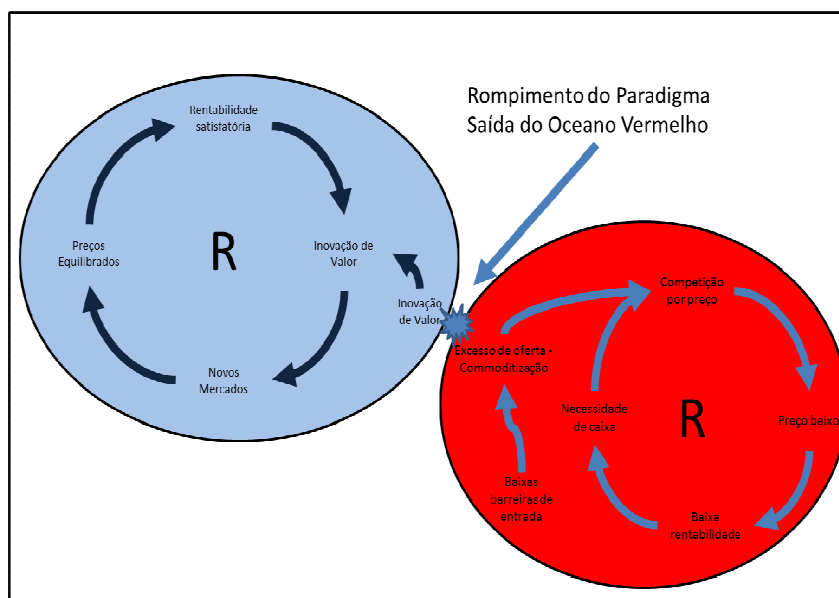 Rompimento do Paradigma
Saída do Oceano Vermelho
Rentabilidade
satisfatória
Preços
Equilibrados
R
Inovação de
Valor
Inovação
de Valor
Novos
Mercados
Competição
por preço
Excesso de oferta -
Commoditização
Necessidade
de caixa
R
Preço baixo
Baixas
barreiras de
entrada
Baixa
rentabilidade